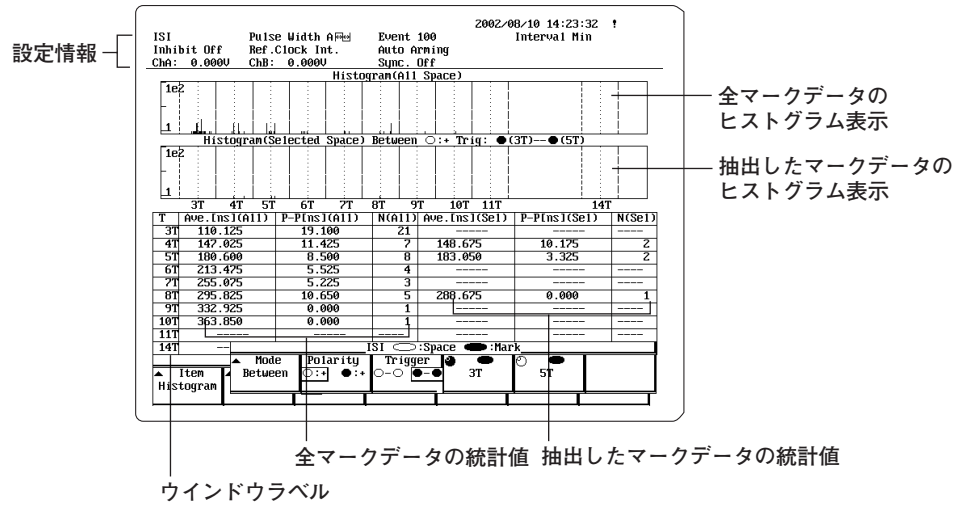 2002/08/10 14:23:32 !
ISI Pulse Width A Event 100 Interval Min
Inhibit Off Ref.Clock Int. Auto Arming
ChA: 0.000V ChB: 0.000V Sync. Off
設定情報
Histogram(All Space)
1e2
1
全マークデータの
ヒストグラム表示
Histogram(Selected Space) Between ○:+ Trig: ●(3T)--●(5T)
1e2
1
抽出したマークデータの
ヒストグラム表示
3T 4T 5T 6T 7T 8T 9T 10T 11T 14T
T Ave.[ns](All) P-P[ns](All) N(All) Ave.[ns](Sel) P-P[ns](Sel) N(Sel)
3T 110.125 19.100 21 ----- ----- ----
4T 147.025 11.425 7 148.675 10.175 2
5T 180.600 8.500 8 183.050 3.325 2
6T 213.475 5.525 4 ----- ----- ----
7T 255.075 5.225 3 ----- ----- ----
8T 295.825 10.650 5 288.675 0.000 1
9T 332.925 0.000 1 ----- ----- ----
10T 363.850 0.000 1 ----- ----- ----
11T ----- ----- ---- ----- ----- ----
14T --
ISI ○:Space ●:Mark
Item
Histogram
Mode
Between
Polarity
○:+ ●:+
Trigger
○-○ ●-●
3T
5T
全マークデータの統計値
抽出したマークデータの統計値
ウインドウラベル